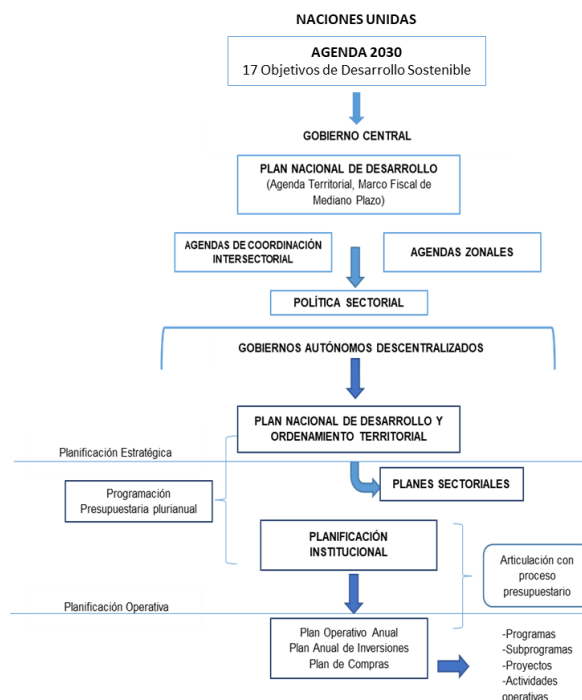 NACIONES UNIDAS
AGENDA 2030
17 Objetivos de Desarrollo Sostenible
GOBIERNO CENTRAL
PLAN NACIONAL DE DESARROLLO
(Agenda Territorial, Marco Fiscal de
Mediano Plazo)
AGENDAS DE COORDINACIÓN
INTERSECTORIAL
AGENDAS ZONALES
POLÍTICA SECTORIAL
GOBIERNOS AUTÓNOMOS DESCENTRALIZADOS
PLAN NACIONAL DE DESARROLLO Y
ORDENAMIENTO TERRITORIAL
Planificación Estratégica
PLANES SECTORIALES
Programación
Presupuestaria plurianual
PLANIFICACIÓN
INSTITUCIONAL
Articulación con
proceso
presupuestario
Planificación Operativa
Plan Operativo Anual
Plan Anual de Inversiones
Plan de Compras
-Programas
-Subprogramas
-Proyectos
-Actividades
operativas